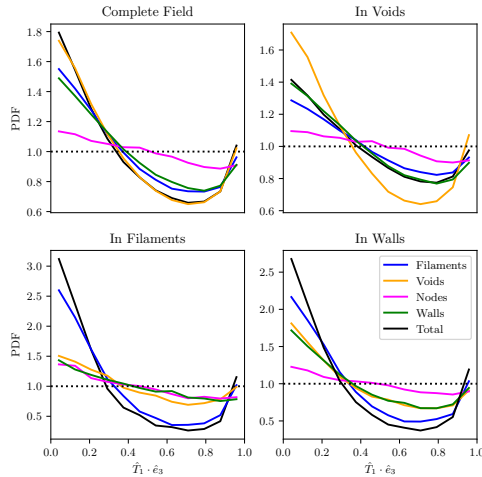 Complete Field
In Voids
PDF
1.8
1.6
1.4
1.2
1.0
0.8
0.6
1.6
1.4
1.2
1.0
0.8
0.6
In Filaments
In Walls
PDF
3.0
2.5
2.0
1.5
1.0
0.5
2.5
2.0
1.5
1.0
0.5
Filaments
Voids
Nodes
Walls
Total
0.0 0.2 0.4 0.6 0.8 1.0
0.0 0.2 0.4 0.6 0.8 1.0
T̂₁ · ê₃
T̂₁ · ê₃